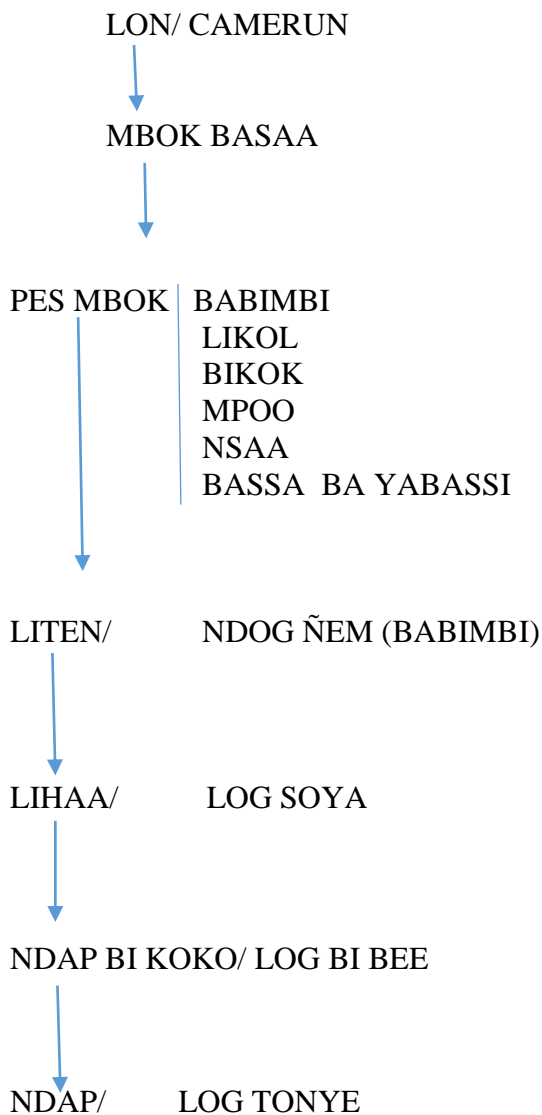 LON/ CAMERUN
MBOK BASAA
PES MBOK BABIMBI
LIKOL
BIKOK
MPOO
NSAA
BASSA BA YABASSI
LITEN/ NDOG ÑEM (BABIMBI)
LIHAA/ LOG SOYA
NDAP BI KOKO/ LOG BI BEE
NDAP/ LOG TONYE